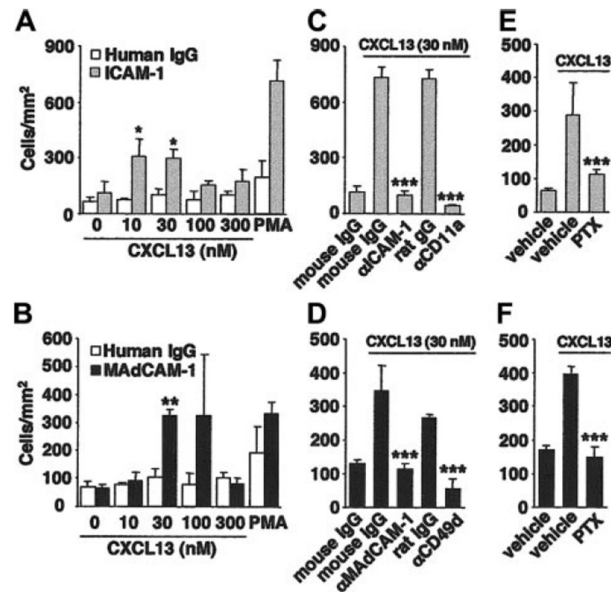 A
Cells/mm²
900
600
300
0
Human IgG
ICAM-1
*
*
0 10 30 100 300 PMA
CXCL13 (nM)
C
CXCL13 (30 nM)
900
600
300
0
***
***
mouse IgG
mouse IgG
αICAM-1
rat gG
αCD11a
E
CXCL13
500
400
300
200
100
0
***
vehicle
vehicle
PTX
B
Cells/mm²
600
500
400
300
200
100
0
Human IgG
MAdCAM-1
**
0 10 30 100 300 PMA
CXCL13 (nM)
D
CXCL13 (30 nM)
500
400
300
200
100
0
***
***
mouse IgG
mouse IgG
αMAdCAM-1
rat IgG
αCD49d
F
CXCL13
500
400
300
200
100
0
***
vehicle
vehicle
PTX